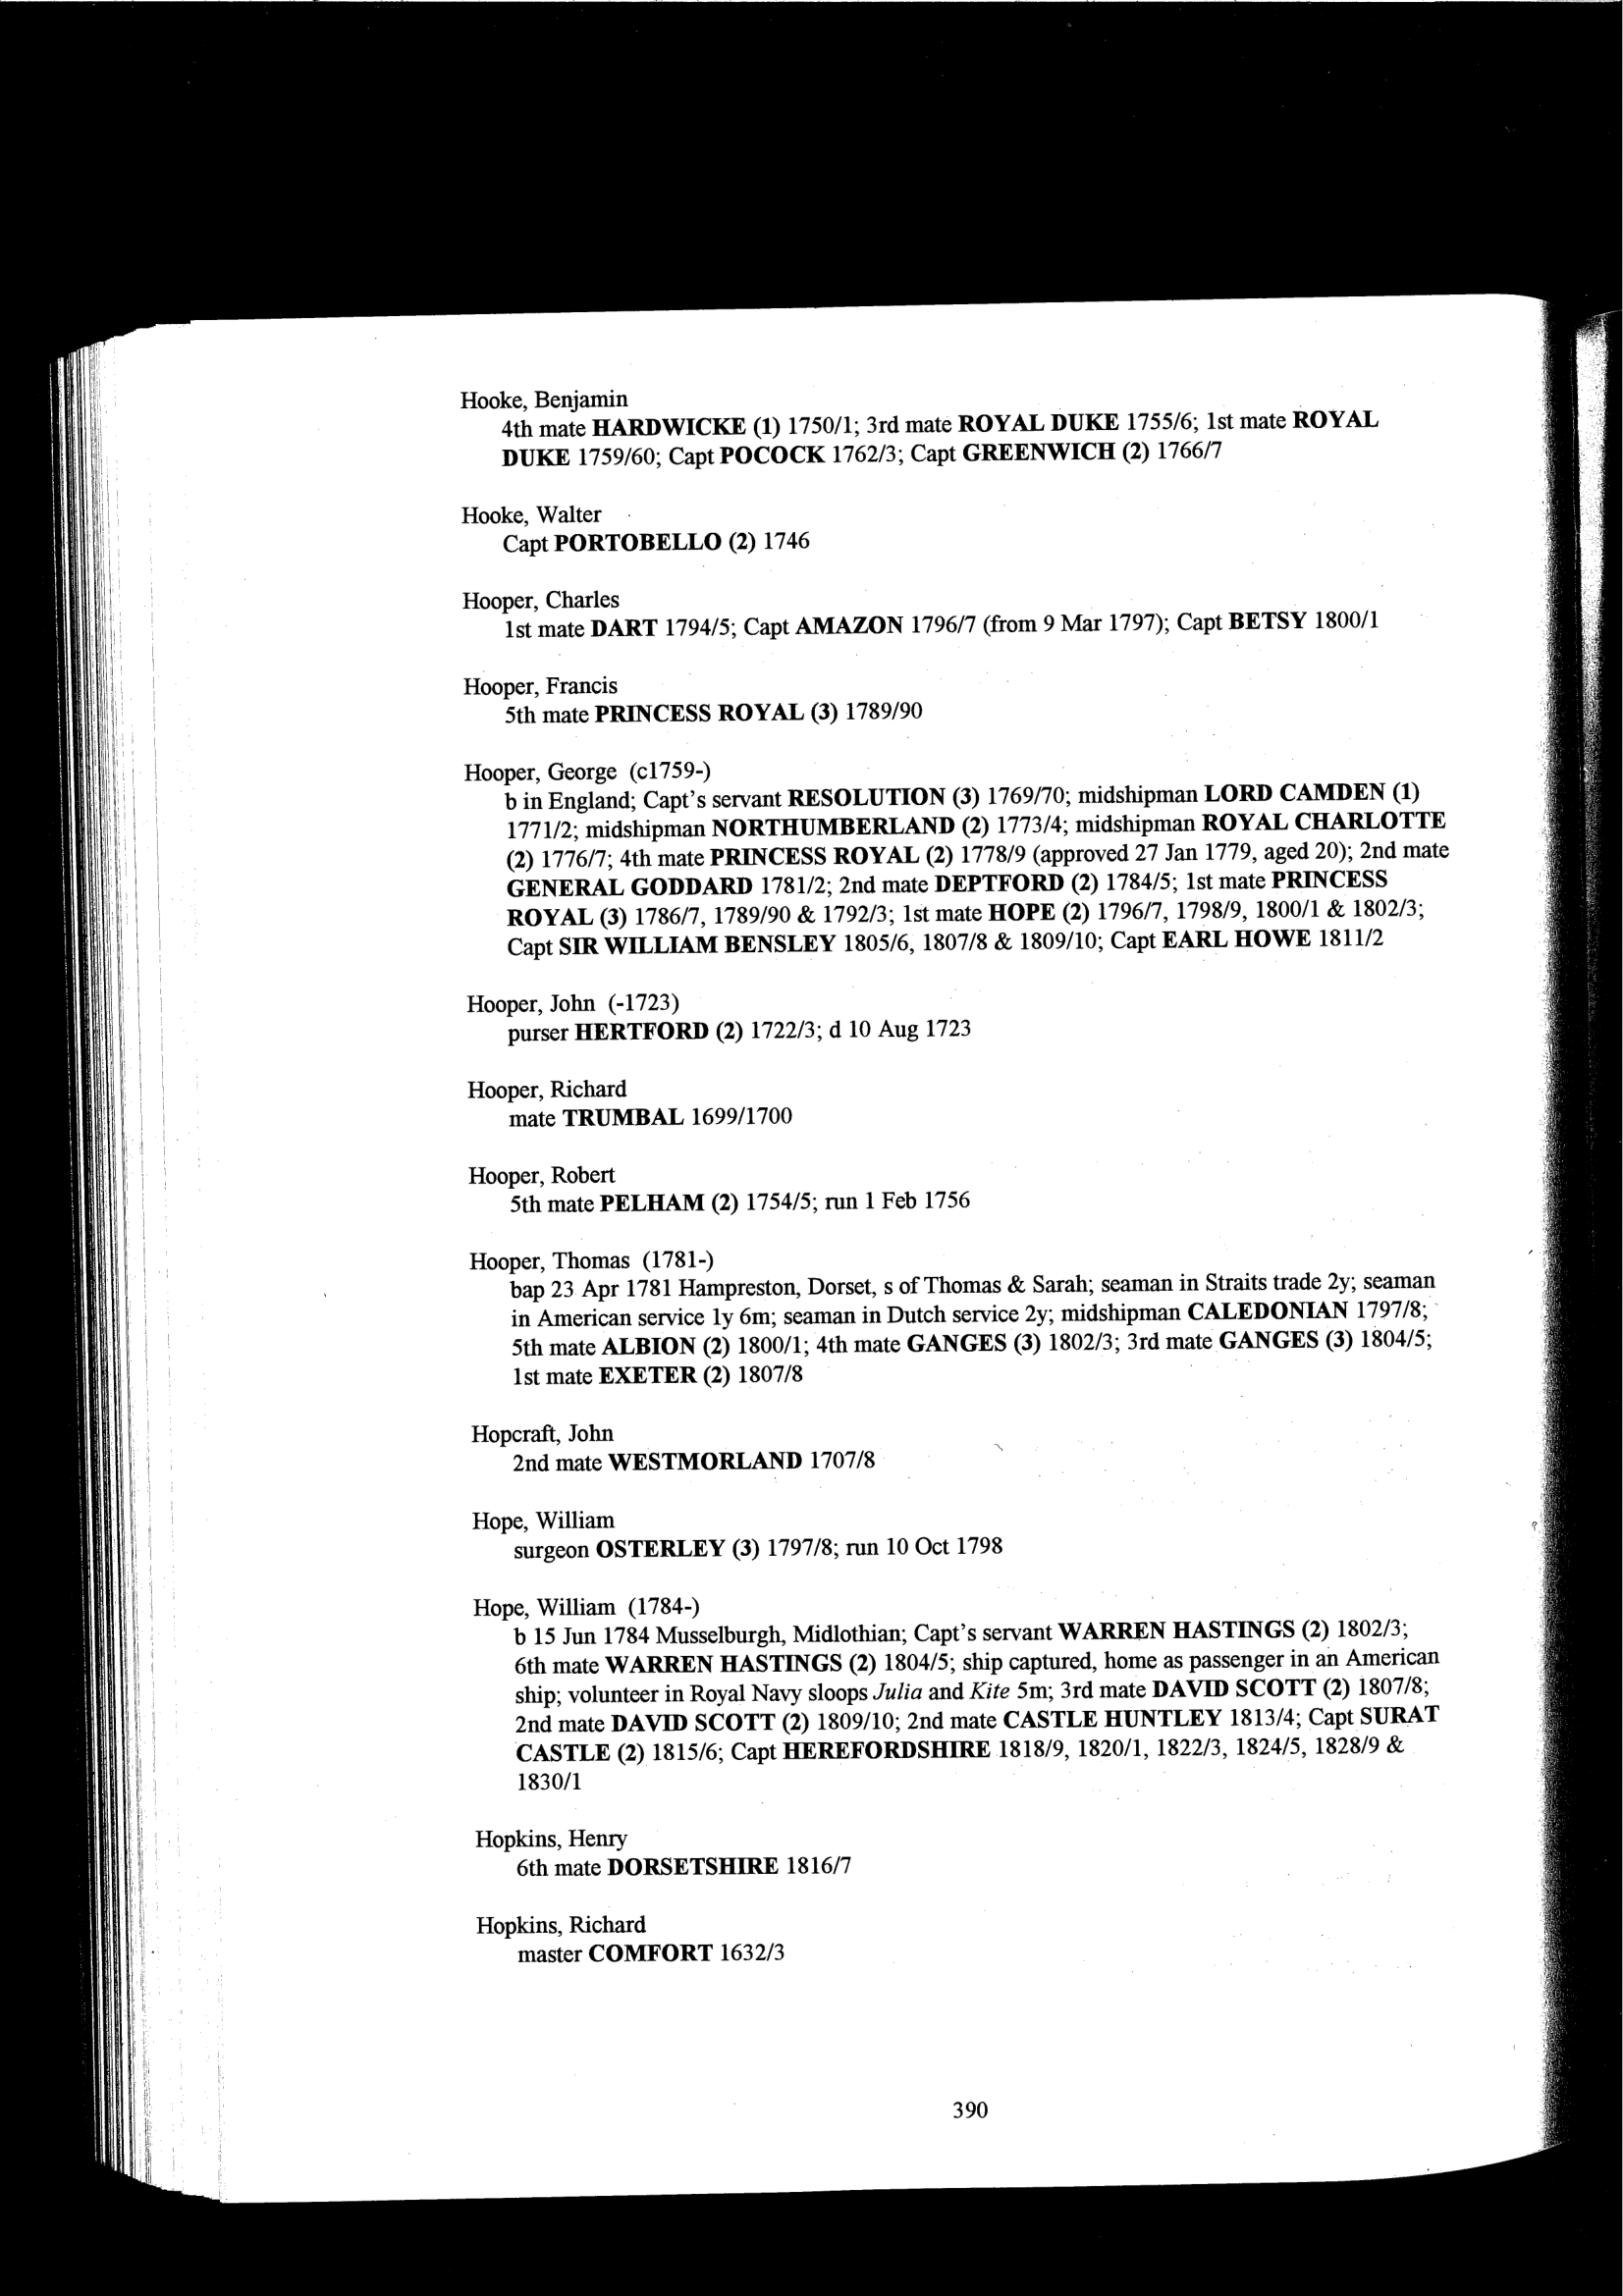 Hooke, Benjamin
4th mate HARDWICKE (1) 1750/1; 3rd mate ROYAL DUKE 1755/6; 1st mate ROYAL
DUKE 1759/60; Capt POCOCK 1762/3; Capt GREENWICH (2) 1766/7
Hooke, Walter
Capt PORTOBELLO (2) 1746
Hooper, Charles
1st mate DART 1794/5; Capt AMAZON 1796/7 (from 9 Mar 1797); Capt BETSY 1800/1
Hooper, Francis
5th mate PRINCESS ROYAL (3) 1789/90
Hooper, George (c1759-)
b in England; Capt's servant RESOLUTION (3) 1769/70; midshipman LORD CAMDEN (1)
1771/2; midshipman NORTHUMBERLAND (2) 1773/4; midshipman ROYAL CHARLOTTE
(2) 1776/7; 4th mate PRINCESS ROYAL (2) 1778/9 (approved 27 Jan 1779, aged 20); 2nd mate
GENERAL GODDARD 1781/2; 2nd mate DEPTFORD (2) 1784/5; 1st mate PRINCESS
ROYAL (3) 1786/7, 1789/90 & 1792/3; 1st mate HOPE (2) 1796/7, 1798/9, 1800/1 & 1802/3;
Capt SIR WILLIAM BENSLEY 1805/6, 1807/8 & 1809/10; Capt EARL HOWE 1811/2
Hooper, John (-1723)
purser HERTFORD (2) 1722/3; d 10 Aug 1723
Hooper, Richard
mate TRUMBAL 1699/1700
Hooper, Robert
5th mate PELHAM (2) 1754/5; run 1 Feb 1756
Hooper, Thomas (1781-)
bap 23 Apr 1781 Hampreston, Dorset, s of Thomas & Sarah; seaman in Straits trade 2y; seaman
in American service 1y 6m; seaman in Dutch service 2y; midshipman CALEDONIAN 1797/8;
5th mate ALBION (2) 1800/1; 4th mate GANGES (3) 1802/3; 3rd mate GANGES (3) 1804/5;
1st mate EXETER (2) 1807/8
Hopcraft, John
2nd mate WESTMORLAND 1707/8
Hope, William
surgeon OSTERLEY (3) 1797/8; run 10 Oct 1798
Hope, William (1784-)
b 15 Jun 1784 Musselburgh, Midlothian; Capt's servant WARREN HASTINGS (2) 1802/3;
6th mate WARREN HASTINGS (2) 1804/5; ship captured, home as passenger in an American
ship; volunteer in Royal Navy sloops Julia and Kite 5m; 3rd mate DAVID SCOTT (2) 1807/8;
2nd mate DAVID SCOTT (2) 1809/10; 2nd mate CASTLE HUNTLEY 1813/4; Capt SURAT
CASTLE (2) 1815/6; Capt HEREFORDSHIRE 1818/9, 1820/1, 1822/3, 1824/5, 1828/9 &
1830/1
Hopkins, Henry
6th mate DORSETSHIRE 1816/7
Hopkins, Richard
master COMFORT 1632/3
390